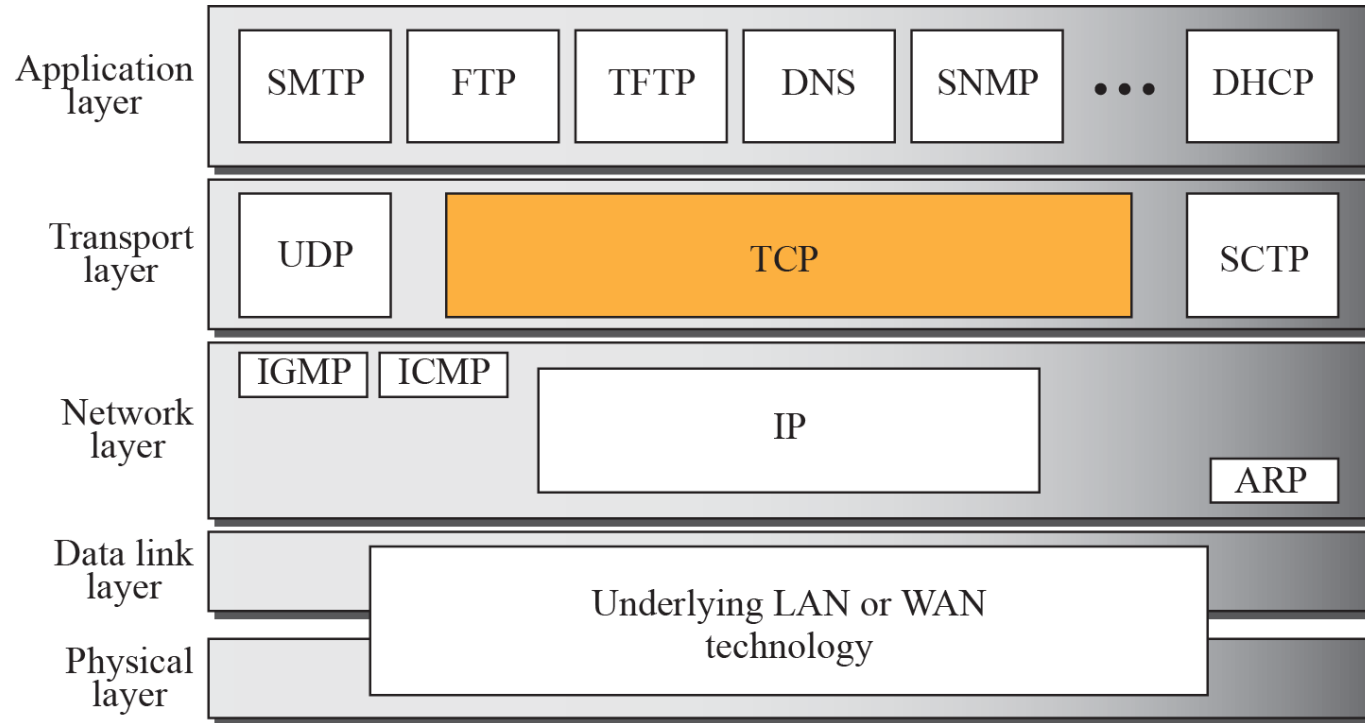 Application
layer
SMTP
FTP
TFTP
DNS
SNMP
•••
DHCP
Transport
layer
UDP
TCP
SCTP
Network
layer
IGMP
ICMP
IP
ARP
Data link
layer
Underlying LAN or WAN
technology
Physical
layer